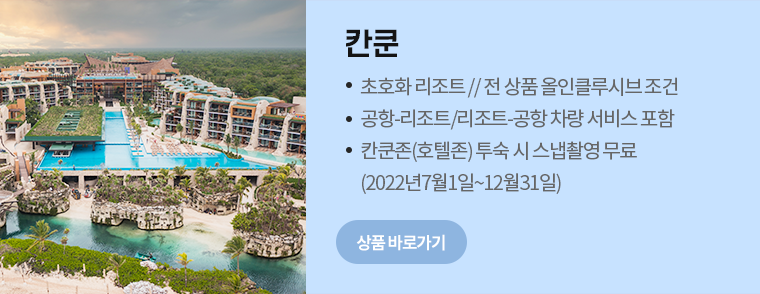 칸쿤
• 초호화 리조트 // 전 상품 올인클루시브 조건
• 공항-리조트/리조트-공항 차량 서비스 포함
• 칸쿤존(호텔존) 투숙 시 스냅촬영 무료
(2022년7월1일~12월31일)
상품 바로가기